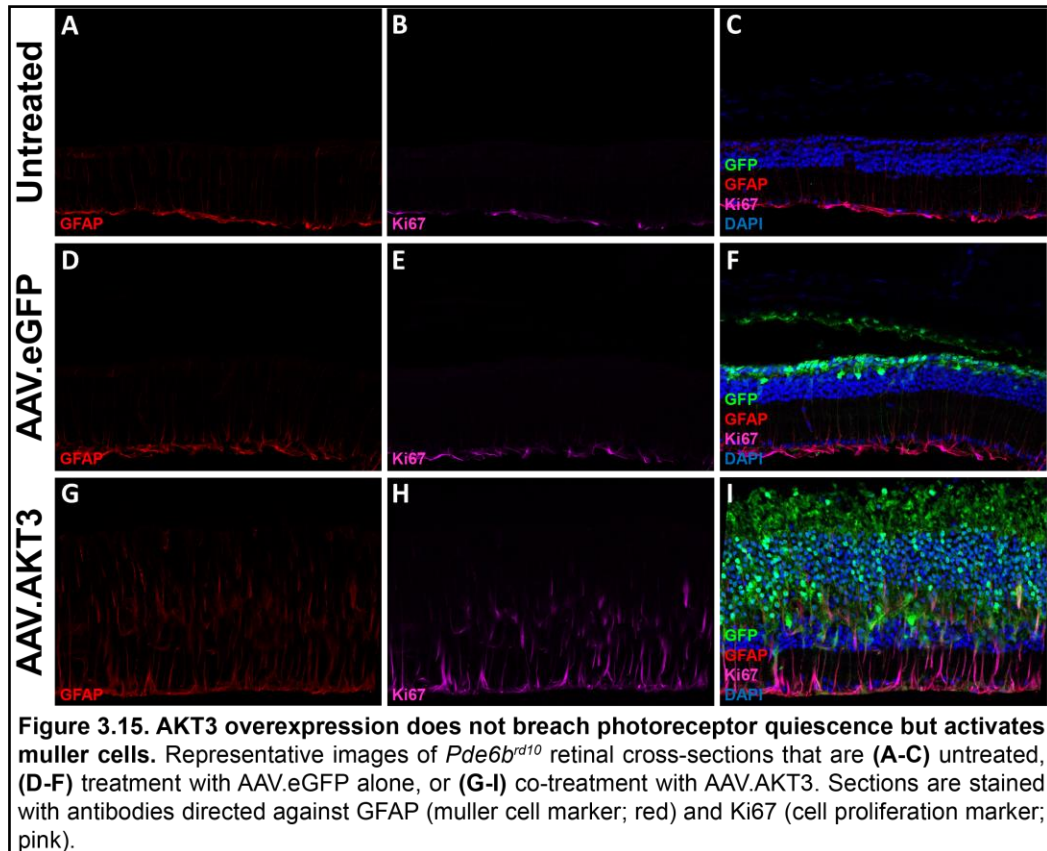 Untreated
A
GFAP
B
Ki67
C
GFP
GFAP
Ki67
DAPI
AAV.eGFP
D
GFAP
E
Ki67
F
GFP
GFAP
Ki67
DAPI
AAV.AKT3
G
GFAP
H
Ki67
I
GFP
GFAP
Ki67
DAPI
Figure 3.15. AKT3 overexpression does not breach photoreceptor quiescence but activates
muller cells. Representative images of Pde6brd10 retinal cross-sections that are (A-C) untreated,
(D-F) treatment with AAV.eGFP alone, or (G-I) co-treatment with AAV.AKT3. Sections are stained
with antibodies directed against GFAP (muller cell marker; red) and Ki67 (cell proliferation marker;
pink).